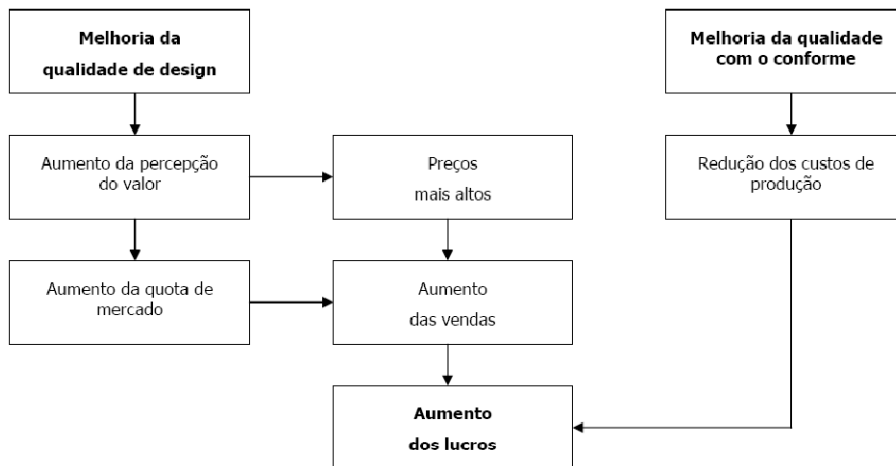 Melhoria da
qualidade de design
Melhoria da qualidade
com o conforme
Aumento da percepção
do valor
Preços
mais altos
Redução dos custos de
produção
Aumento da quota de
mercado
Aumento
das vendas
Aumento
dos lucros